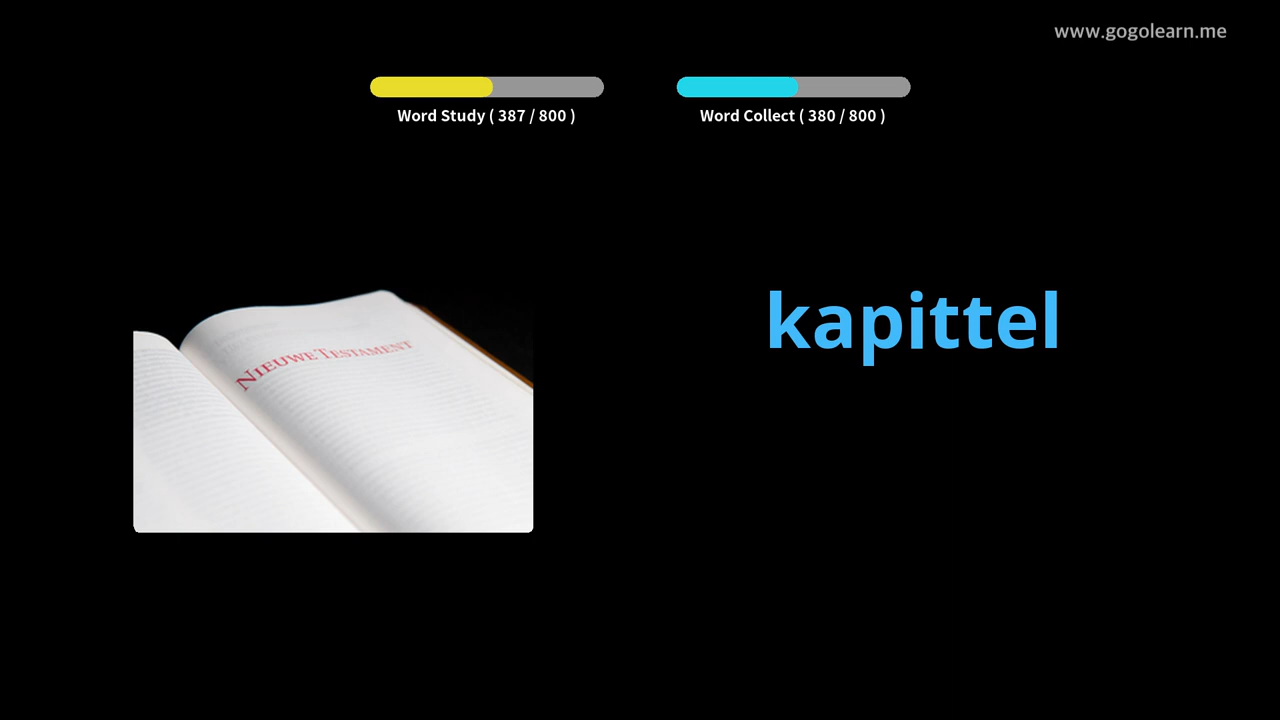 www.gogolearn.me
Word Study ( 387 / 800 )
Word Collect ( 380 / 800 )
NIEUWE TESTAMENT
kapittel